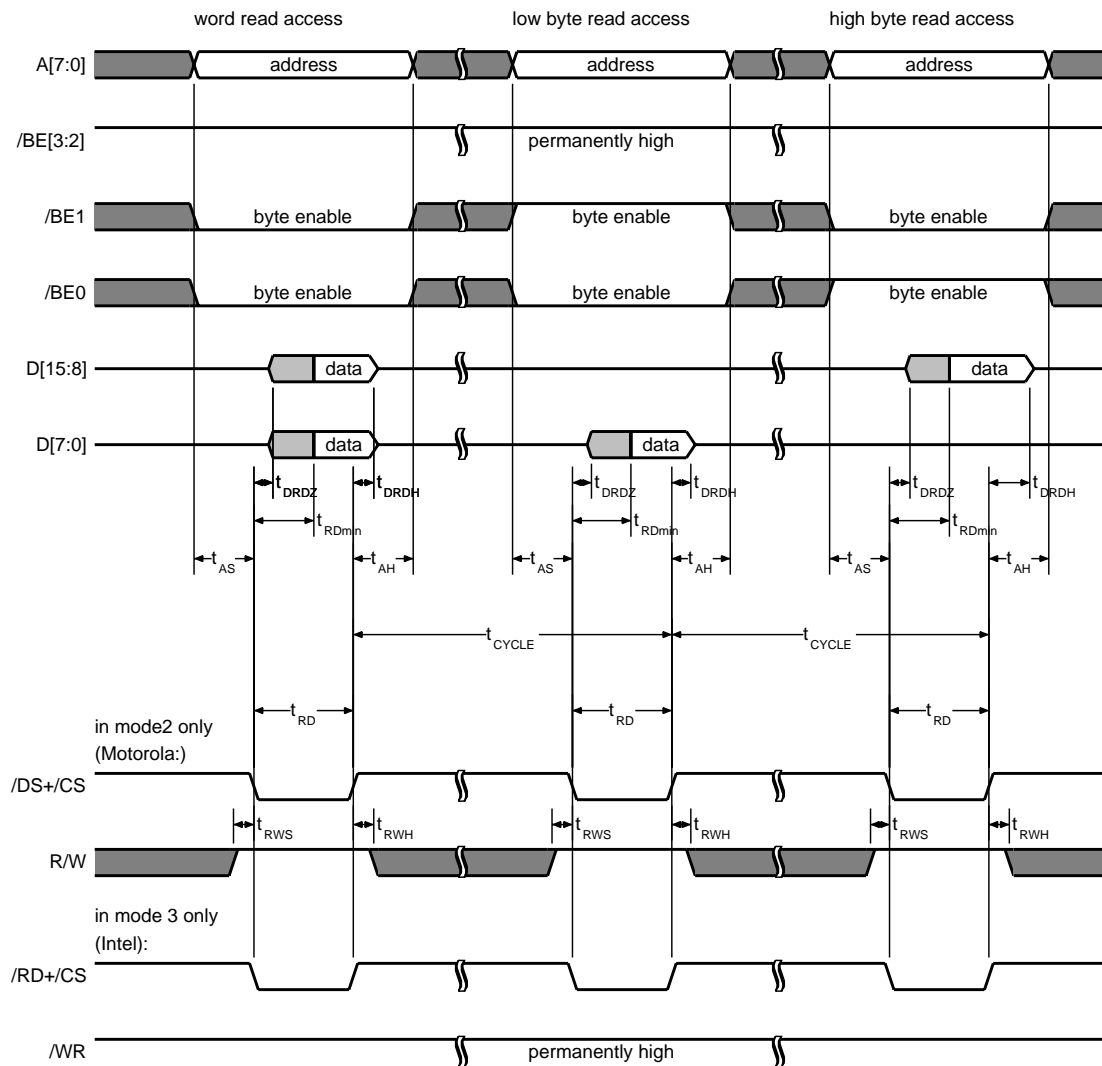 word read access low byte read access high byte read access
A[7:0] address address address
/BE[3:2] permanently high
/BE1 byte enable byte enable byte enable
/BE0 byte enable byte enable byte enable
D[15:8] data data
D[7:0] data data
tDRDZ tDRDH tDRDZ tDRDH tDRDZ tDRDH
tRDmin tRDmin tRDmin
tAS tAH tAS tAH tAS tAH
tCYCLE tCYCLE
tRD tRD tRD
in mode2 only
(Motorola:)
/DS+/CS
tRWS tRWH tRWS tRWH tRWS tRWH
R/W
in mode 3 only
(Intel):
/RD+/CS
/WR permanently high